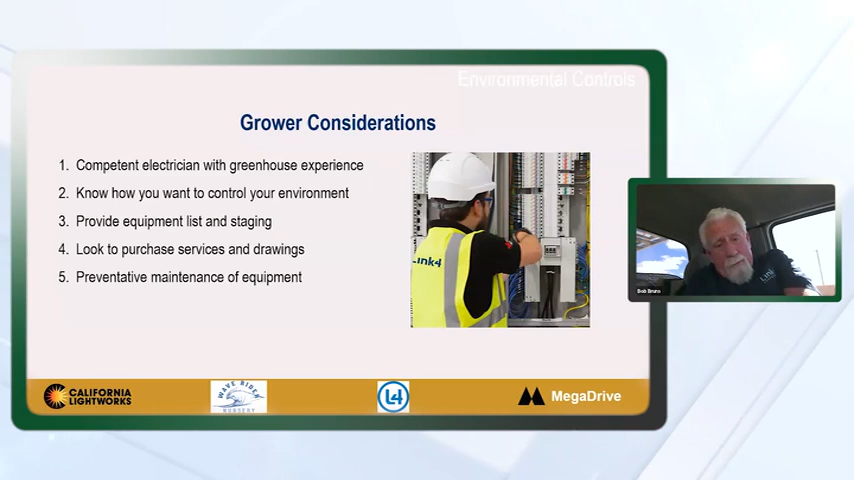 Environmental Controls
Grower Considerations
1. Competent electrician with greenhouse experience
2. Know how you want to control your environment
3. Provide equipment list and staging
4. Look to purchase services and drawings
5. Preventative maintenance of equipment
Link4
Link
Bob Bruns
CALIFORNIA
LIGHTWORKS
WAVE RIDER
NURSERY
L4
MegaDrive